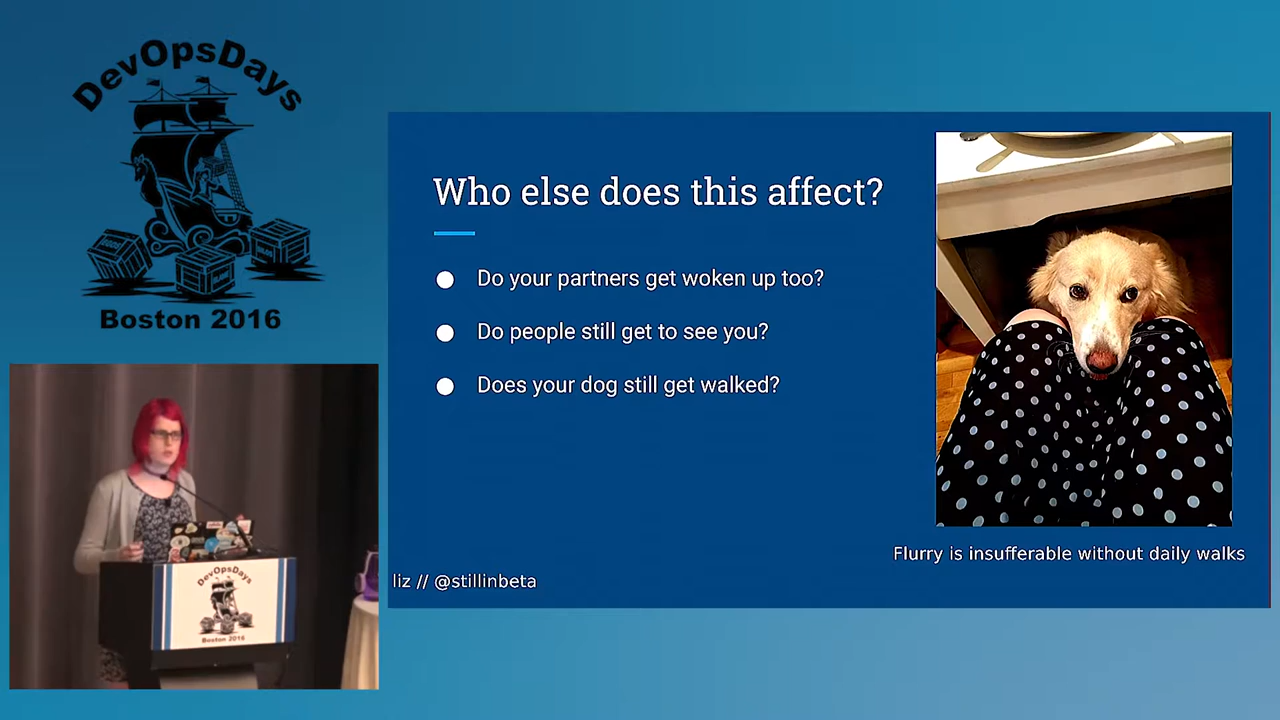 DevOpsDays
Boston 2016
Who else does this affect?
Do your partners get woken up too?
Do people still get to see you?
Does your dog still get walked?
Flurry is insufferable without daily walks
liz // @stillinbeta
DevOpsDays
Boston 2016